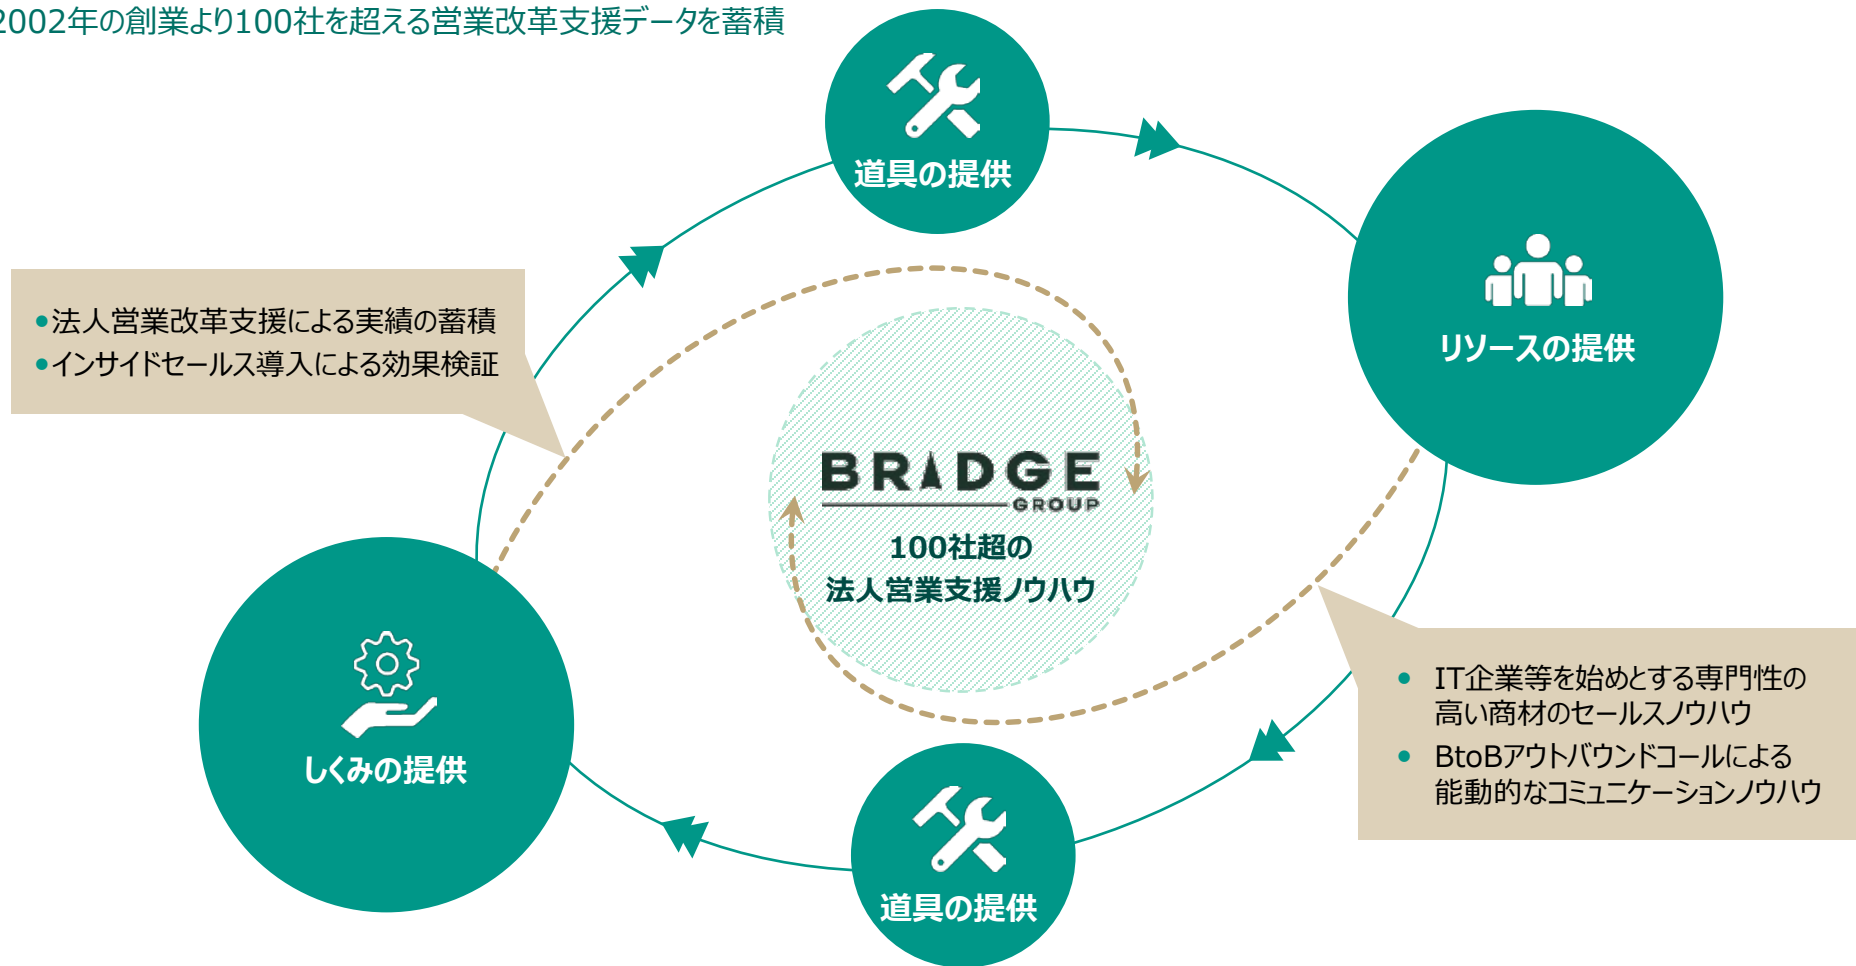 2002年の創業より100社を超える営業改革支援データを蓄積
道具の提供
リソースの提供
•法人営業改革支援による実績の蓄積
•インサイドセールス導入による効果検証
BRIDGE
GROUP
100社超の
法人営業支援ノウハウ
しくみの提供
• IT企業等を始めとする専門性の
高い商材のセールスノウハウ
• BtoBアウトバウンドコールによる
能動的なコミュニケーションノウハウ
道具の提供